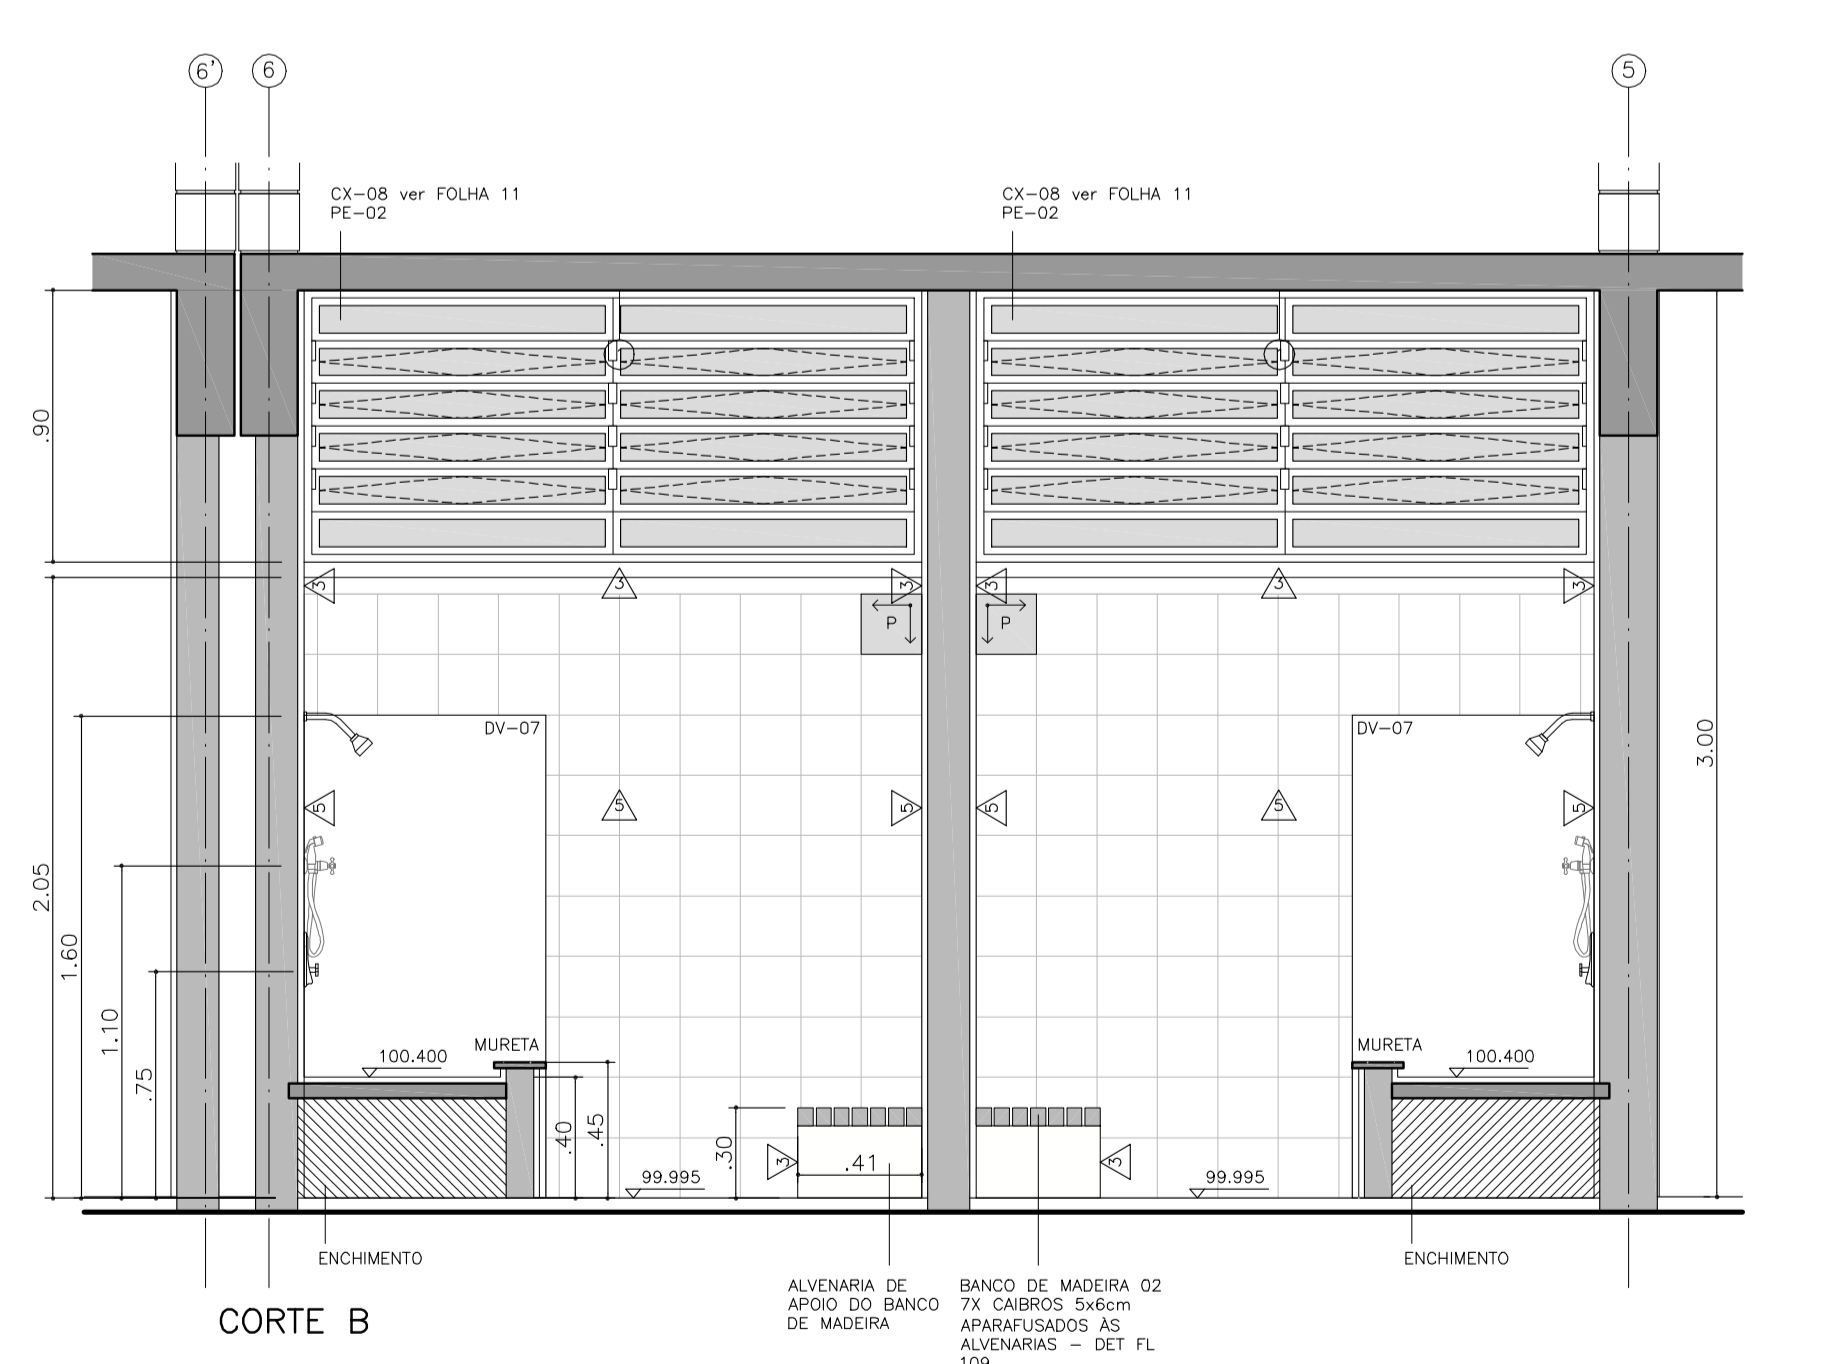 6' 6 5
CX-08 ver FOLHA 11
PE-02
CX-08 ver FOLHA 11
PE-02
.90
3 3 3 3 3 3
P P
DV-07 DV-07
3.00
5 5 5 5 5 5
2.05
1.60
1.10
.75
MURETA MURETA
100.400 100.400
.40
.45
.30
3 .41 3
99.995 99.995
ENCHIMENTO ENCHIMENTO
ALVENARIA DE
APOIO DO BANCO
DE MADEIRA
BANCO DE MADEIRA 02
7X CAIBROS 5x6cm
APARAFUSADOS ÀS
ALVENARIAS – DET FL
109
CORTE B